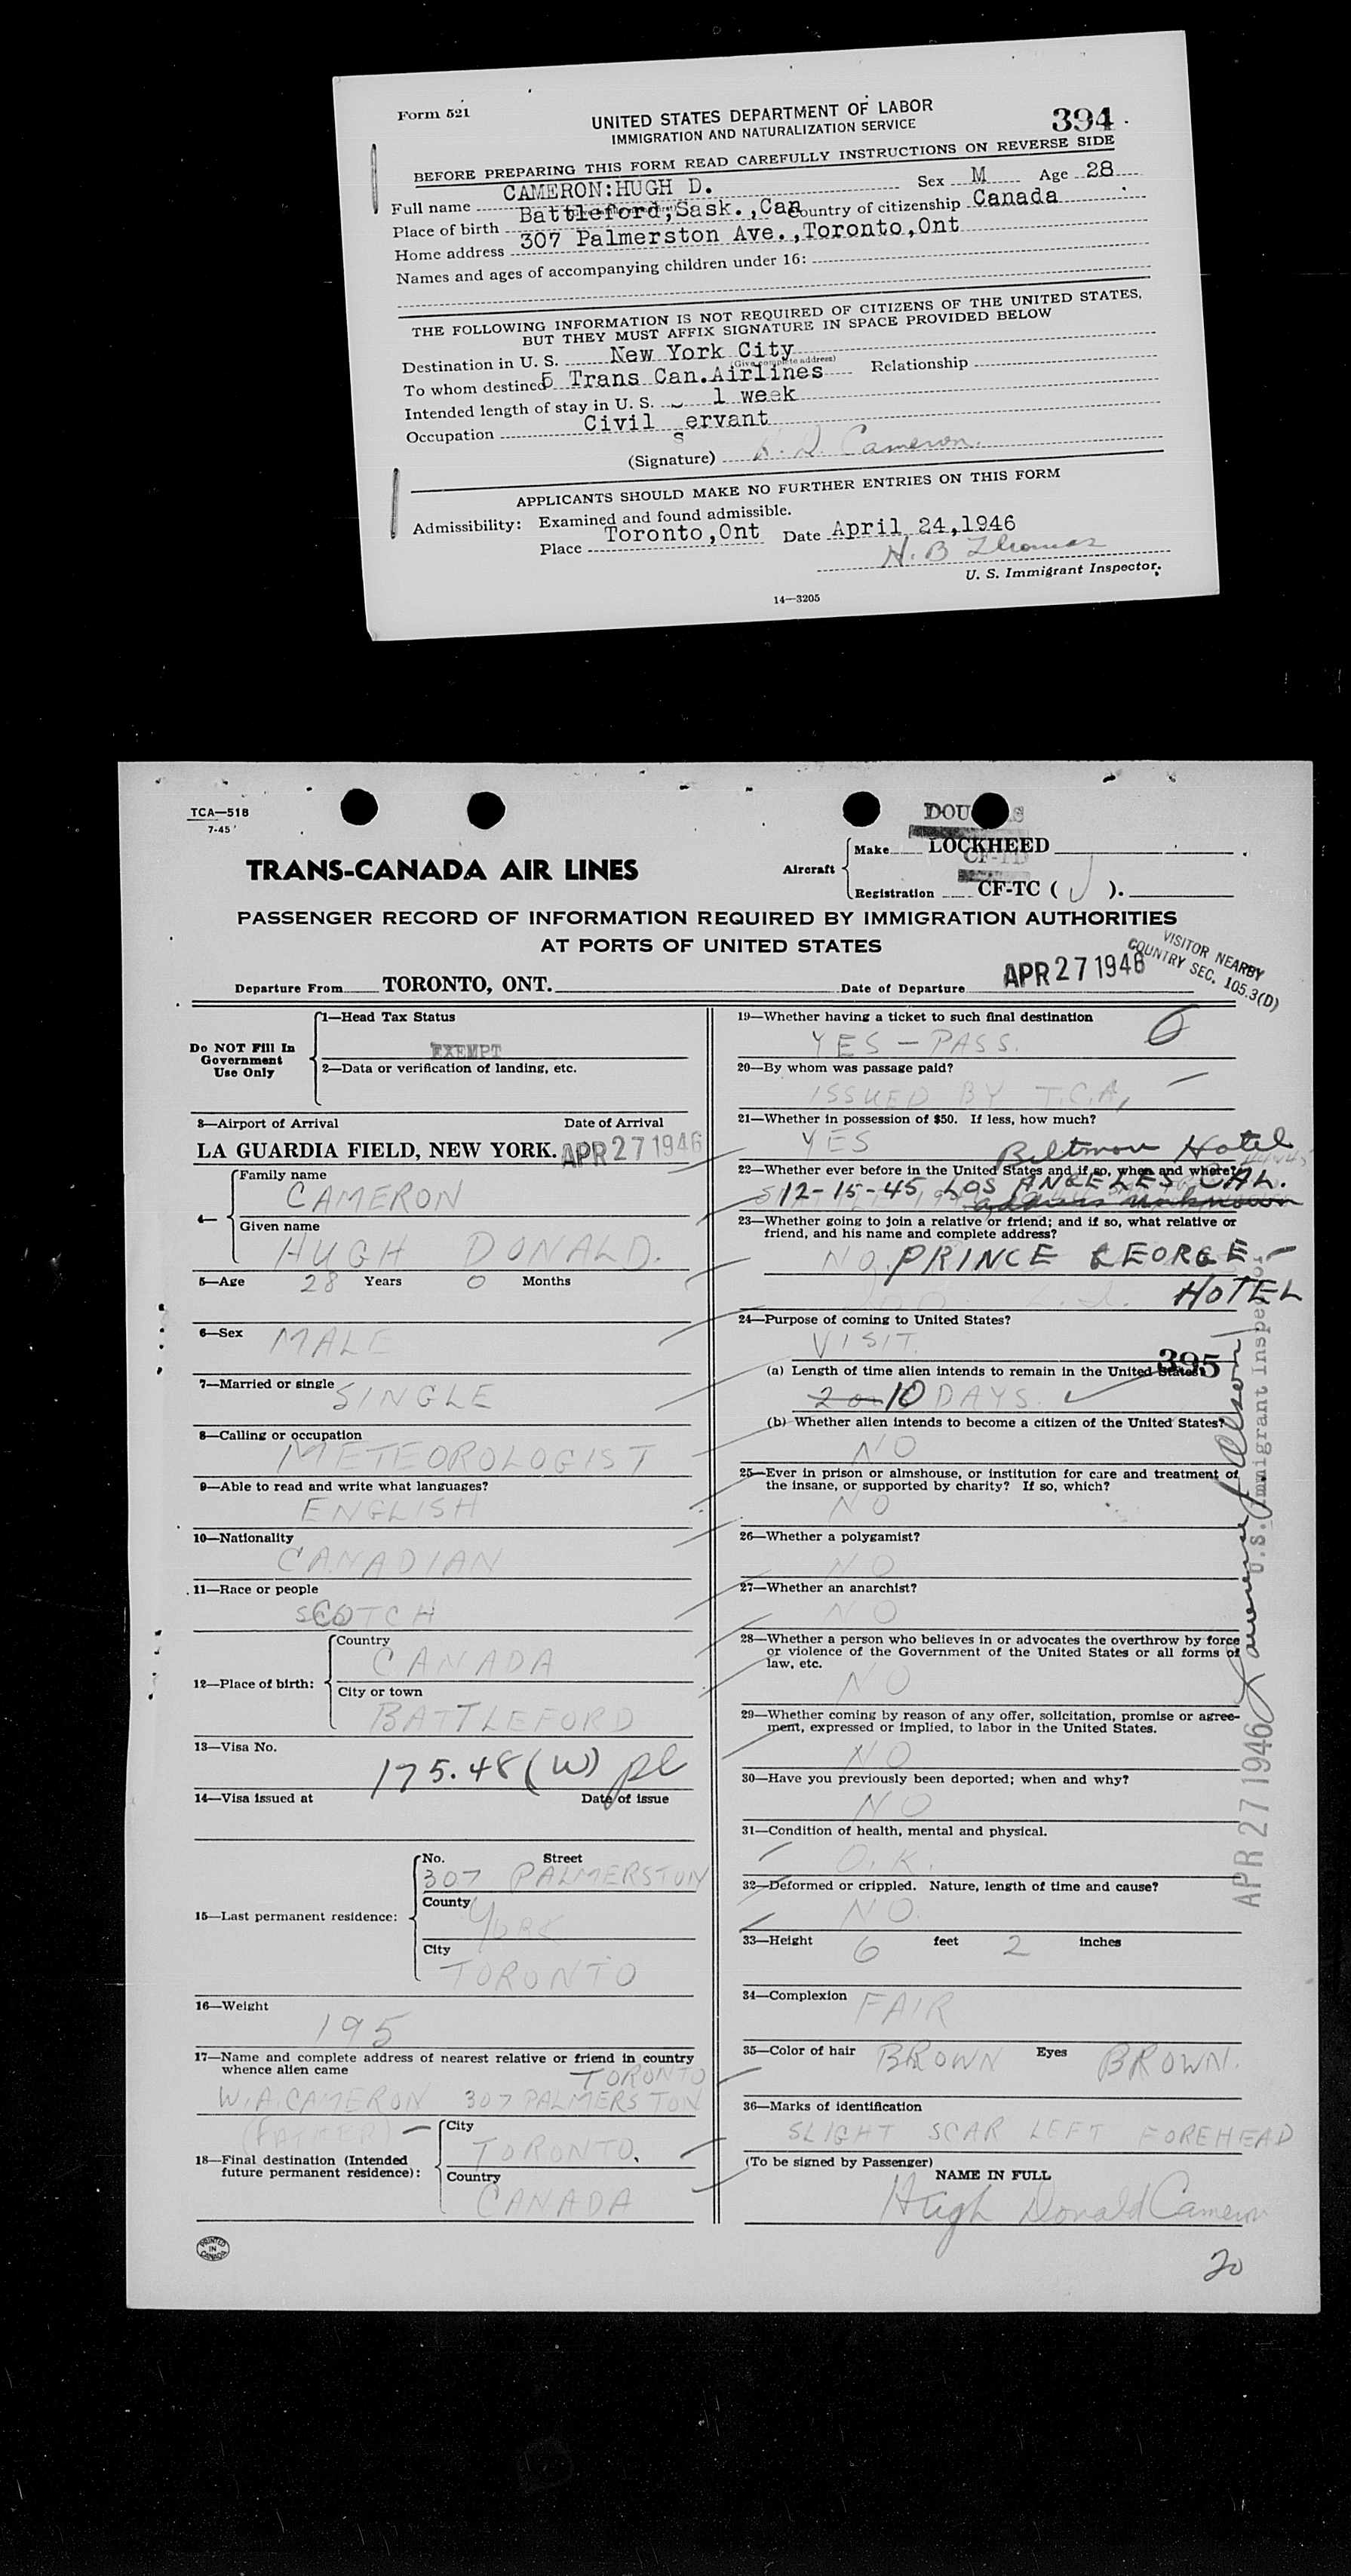 Form 521
UNITED STATES DEPARTMENT OF LABOR
IMMIGRATION AND NATURALIZATION SERVICE
394
BEFORE PREPARING THIS FORM READ CAREFULLY INSTRUCTIONS ON REVERSE SIDE
Full name CAMERON:HUGH D. Sex M Age 28
Place of birth Battleford;Sask.,Can Country of citizenship Canada
Home address 307 Palmerston Ave.,Toronto,Ont
Names and ages of accompanying children under 16:
THE FOLLOWING INFORMATION IS NOT REQUIRED OF CITIZENS OF THE UNITED STATES,
BUT THEY MUST AFFIX SIGNATURE IN SPACE PROVIDED BELOW
Destination in U. S. New York City
(Give complete address)
To whom destined 5 Trans Can.Airlines Relationship
Intended length of stay in U. S. 1 week
Occupation Civil servant
(Signature) H. D. Cameron.
APPLICANTS SHOULD MAKE NO FURTHER ENTRIES ON THIS FORM
Admissibility: Examined and found admissible.
Place Toronto,Ont Date April 24,1946
H. B Thomas
U. S. Immigrant Inspector.
14—3205
TCA—518
7-45
TRANS-CANADA AIR LINES
Aircraft
Make LOCKHEED
CF-TD
Registration CF-TC ( J ).
PASSENGER RECORD OF INFORMATION REQUIRED BY IMMIGRATION AUTHORITIES
AT PORTS OF UNITED STATES
VISITOR NEARBY
COUNTRY SEC. 105.3(D)
Departure From TORONTO, ONT. Date of Departure APR 27 1946
Do NOT Fill In
Government
Use Only
1—Head Tax Status
EXEMPT
2—Data or verification of landing, etc.
3—Airport of Arrival Date of Arrival
LA GUARDIA FIELD, NEW YORK. APR 27 1946
4—
Family name
CAMERON
Given name
HUGH DONALD.
5—Age 28 Years 0 Months
6—Sex MALE
7—Married or single SINGLE
8—Calling or occupation
METEOROLOGIST
9—Able to read and write what languages?
ENGLISH
10—Nationality
CANADIAN
11—Race or people
SCOTCH
12—Place of birth:
Country
CANADA
City or town
BATTLEFORD
13—Visa No.
175.48 (W) pl
14—Visa issued at Date of issue
15—Last permanent residence:
No. Street
307 PALMERSTON
County
YORK
City
TORONTO
16—Weight
195
17—Name and complete address of nearest relative or friend in country
whence alien came
TORONTO
W.A. CAMERON 307 PALMERSTON
(FATHER) —
18—Final destination (Intended
future permanent residence):
City
TORONTO.
Country
CANADA
PRINTED
IN
CANADA
19—Whether having a ticket to such final destination
6
YES - PASS.
20—By whom was passage paid?
ISSUED BY T.C.A,
21—Whether in possession of $50. If less, how much?
YES
Biltmore Hotel
22—Whether ever before in the United States and if so, when and where?
12-15-45 LOS ANGELES CAL.
address unknown
23—Whether going to join a relative or friend; and if so, what relative or
friend, and his name and complete address?
NO. PRINCE GEORGE -
HOTEL
24—Purpose of coming to United States?
VISIT.
395
(a) Length of time alien intends to remain in the United States?
10 DAYS.
(b) Whether alien intends to become a citizen of the United States?
NO
25—Ever in prison or almshouse, or institution for care and treatment of
the insane, or supported by charity? If so, which?
NO
26—Whether a polygamist?
NO
27—Whether an anarchist?
NO
28—Whether a person who believes in or advocates the overthrow by force
or violence of the Government of the United States or all forms of
law, etc.
NO
29—Whether coming by reason of any offer, solicitation, promise or agree-
ment, expressed or implied, to labor in the United States.
NO
30—Have you previously been deported; when and why?
NO
31—Condition of health, mental and physical.
O.K.
32—Deformed or crippled. Nature, length of time and cause?
NO.
33—Height 6 feet 2 inches
34—Complexion FAIR
35—Color of hair BROWN Eyes BROWN.
36—Marks of identification
SLIGHT SCAR LEFT FOREHEAD
(To be signed by Passenger)
NAME IN FULL
Hugh Donald Cameron
20
APR 27 1946
U.S. Immigrant Inspector